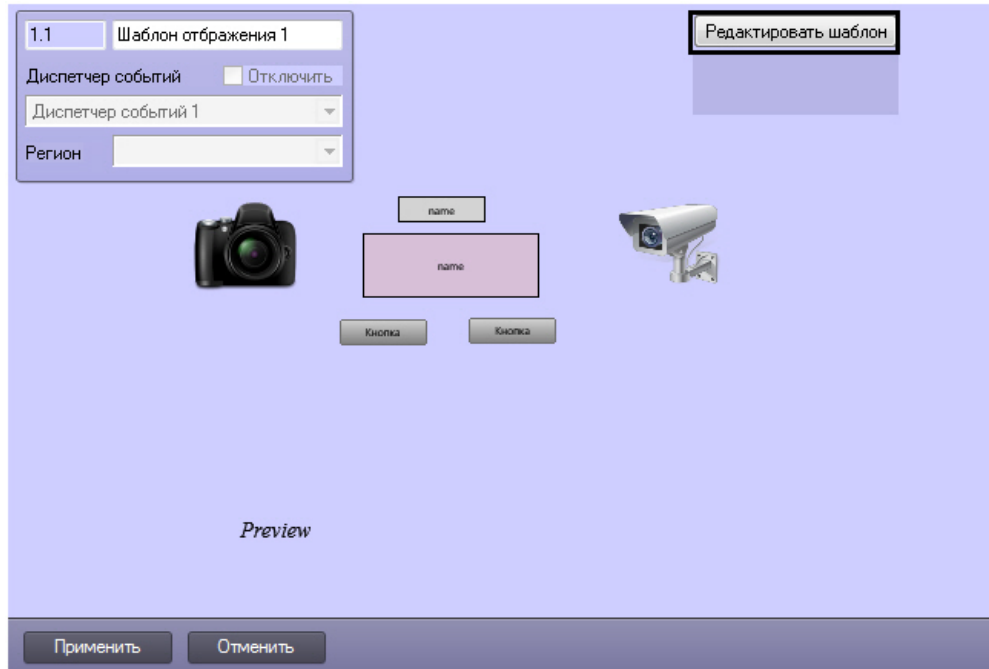 1.1 Шаблон отбражения 1
Редактировать шаблон
Диспетчер событий Отключить
Диспетчер событий 1
Регион
name
name
Кнопка Кнопка
Preview
Применить Отменить